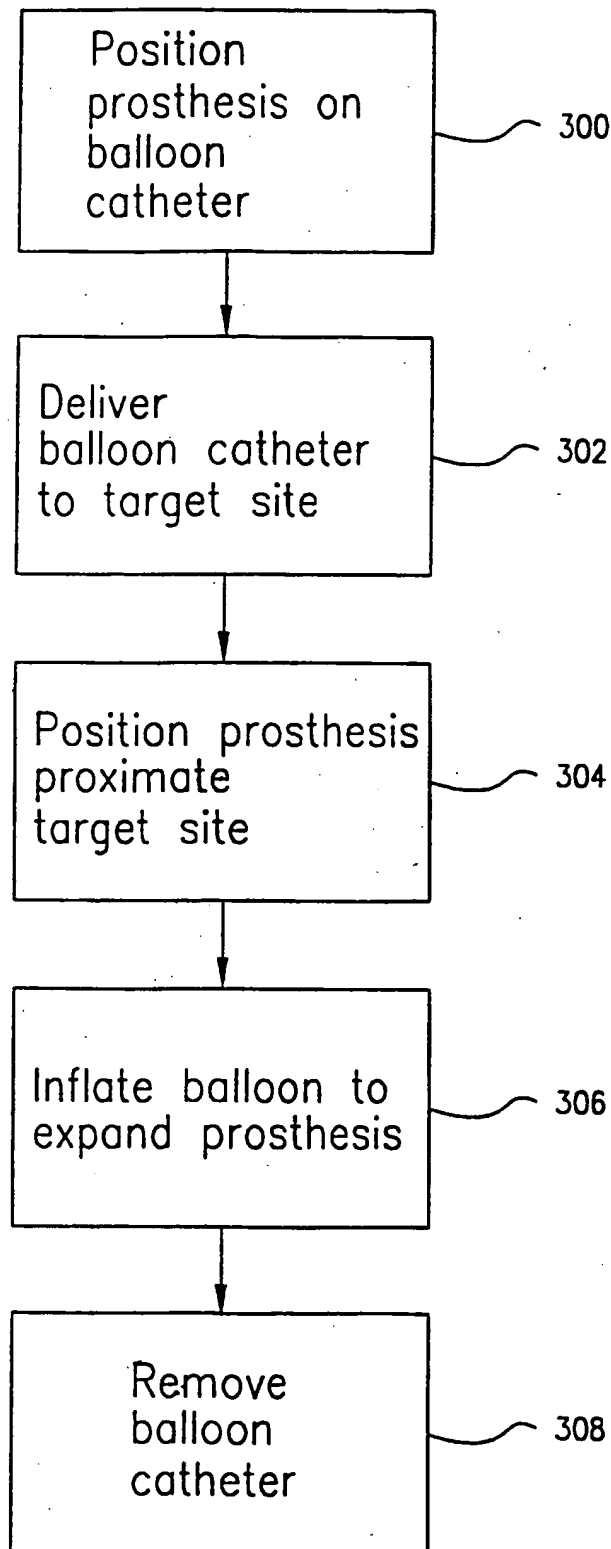 Position
prosthesis on
balloon
catheter
300
Deliver
balloon catheter
to target site
302
Position prosthesis
proximate
target site
304
Inflate balloon to
expand prosthesis
306
Remove
balloon
catheter
308